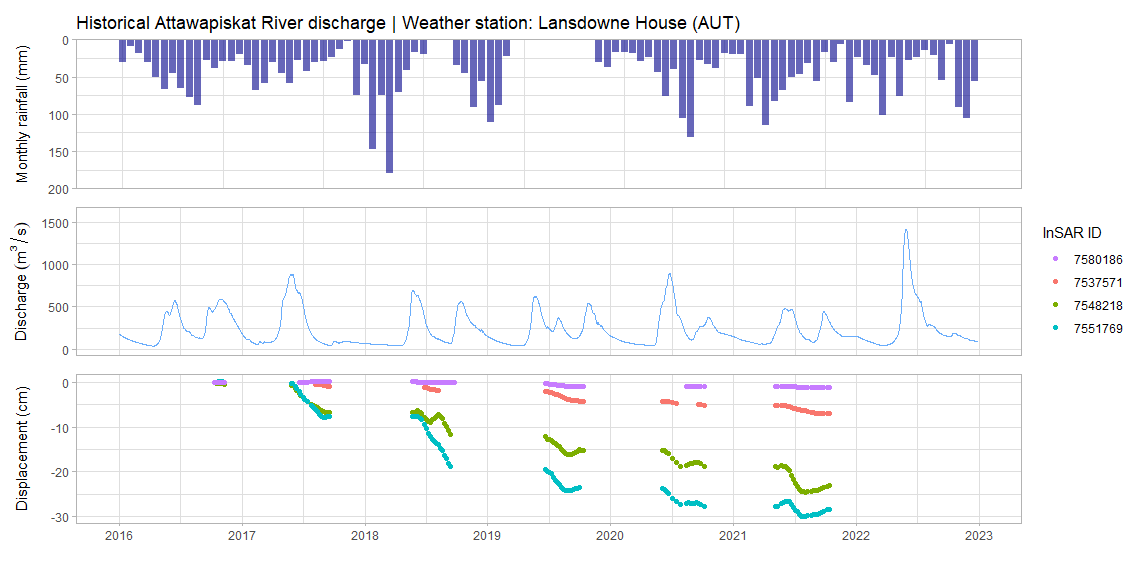 Historical Attawapiskat River discharge | Weather station: Lansdowne House (AUT)
Monthly rainfall (mm)
0
50
100
150
200
Discharge (m³/s)
1500
1000
500
0
Displacement (cm)
0
-10
-20
-30
2016 2017 2018 2019 2020 2021 2022 2023
InSAR ID
7580186
7537571
7548218
7551769